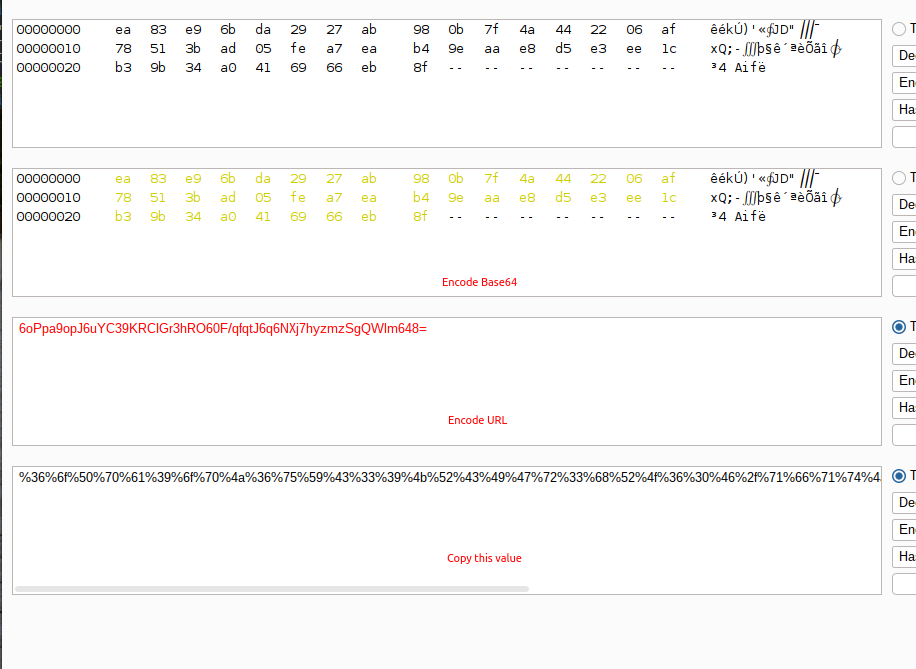 00000000 ea 83 e9 6b da 29 27 ab 98 0b 7f 4a 44 22 06 af êékÚ)'«∮JD"⫻¯ T
00000010 78 51 3b ad 05 fe a7 ea b4 9e aa e8 d5 e3 ee 1c xQ;-∭þ§ê´ªèÕãî De
00000020 b3 9b 34 a0 41 69 66 eb 8f -- -- -- -- -- -- -- ³4 Aifë
En
Ha
00000000 ea 83 e9 6b da 29 27 ab 98 0b 7f 4a 44 22 06 af êékÚ)'«∮JD"⫻¯ T
00000010 78 51 3b ad 05 fe a7 ea b4 9e aa e8 d5 e3 ee 1c xQ;-∭þ§ê´ªèÕãî De
00000020 b3 9b 34 a0 41 69 66 eb 8f -- -- -- -- -- -- -- ³4 Aifë
En
Ha
Encode Base64
6oPpa9opJ6uYC39KRCIGr3hRO60F/qfqtJ6q6NXj7hyzmzSgQWlm648= T
De
En
Ha
Encode URL
%36%6f%50%70%61%39%6f%70%4a%36%75%59%43%33%39%4b%52%43%49%47%72%33%68%52%4f%36%30%46%2f%71%66%71%74%4 T
De
En
Ha
Copy this value